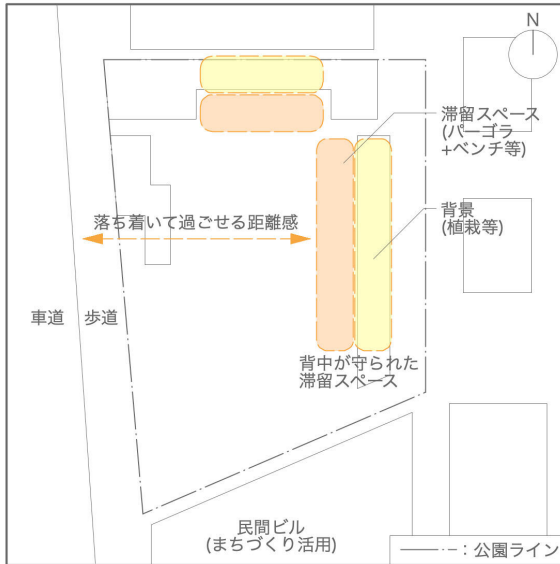 N
滞留スペース
(パーゴラ
+ベンチ等)
落ち着いて過ごせる距離感
背景
(植栽等)
車道
歩道
背中が守られた
滞留スペース
民間ビル
(まちづくり活用)
：公園ライン